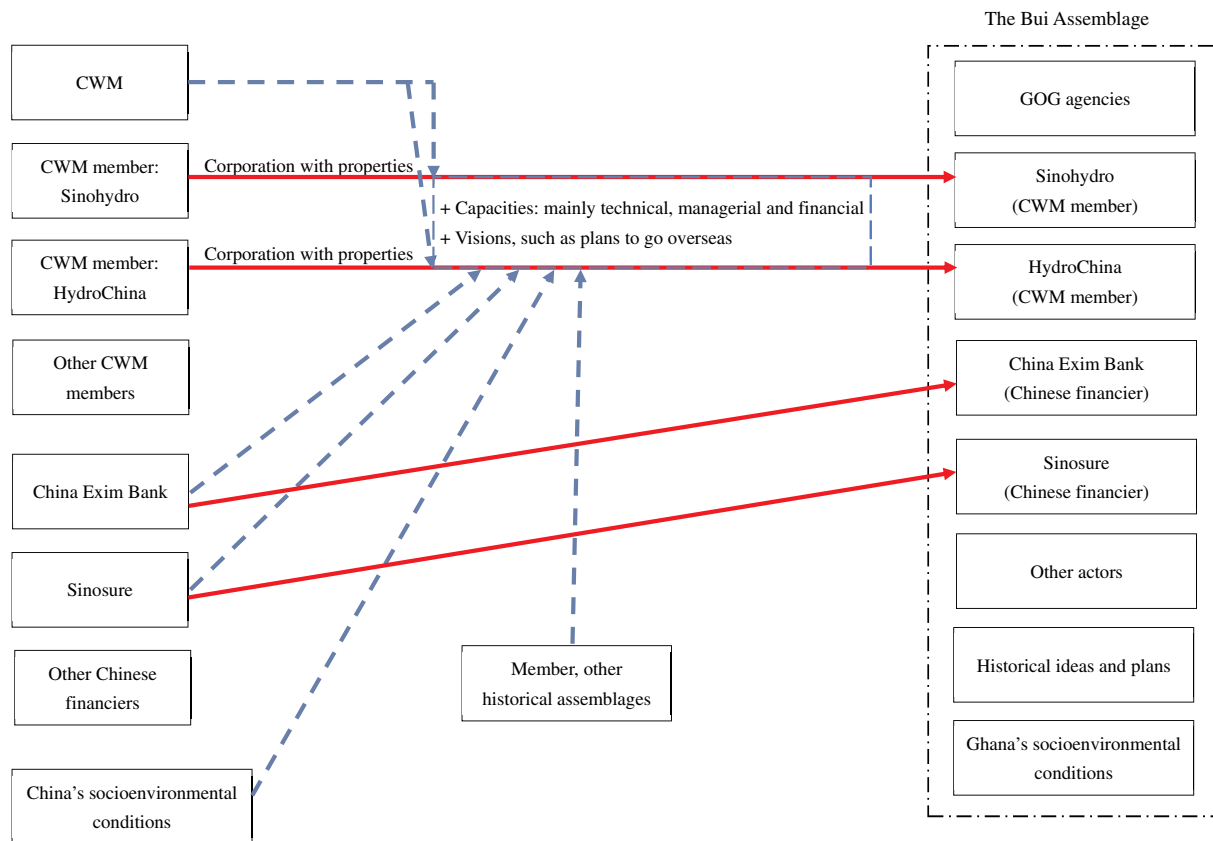 The Bui Assemblage
CWM
CWM member:
Sinohydro
CWM member:
HydroChina
Other CWM
members
China Exim Bank
Sinosure
Other Chinese
financiers
China’s socioenvironmental
conditions
Corporation with properties
Corporation with properties
+ Capacities: mainly technical, managerial and financial
+ Visions, such as plans to go overseas
Member, other
historical assemblages
GOG agencies
Sinohydro
(CWM member)
HydroChina
(CWM member)
China Exim Bank
(Chinese financier)
Sinosure
(Chinese financier)
Other actors
Historical ideas and plans
Ghana’s socioenvironmental
conditions